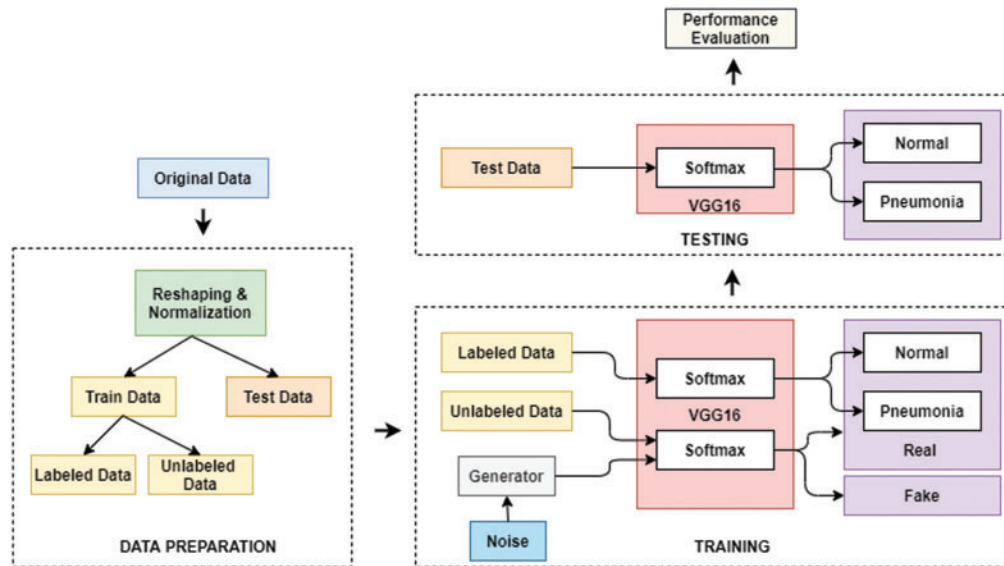 Original Data
Reshaping &
Normalization
Train Data
Test Data
Labeled Data
Unlabeled
Data
DATA PREPARATION
Labeled Data
Unlabeled Data
Generator
Noise
Softmax
VGG16
Softmax
Normal
Pneumonia
Real
Fake
TRAINING
Test Data
Softmax
VGG16
Normal
Pneumonia
TESTING
Performance
Evaluation